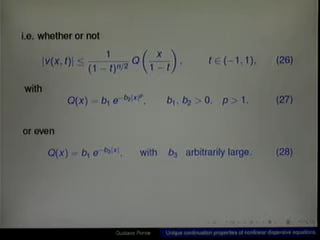 i.e. whether or not
|v(x, t)| ≤ 1/(1 − t)^{n/2} Q( x/(1 − t) ), t ∈ (−1, 1), (26)
with
Q(x) = b₁ e^{−b₂|x|^p}, b₁, b₂ > 0, p > 1, (27)
or even
Q(x) = b₁ e^{−b₃|x|}, with b₃ arbitrarily large. (28)
Gustavo Ponce Unique continuation properties of nonlinear dispersive equations